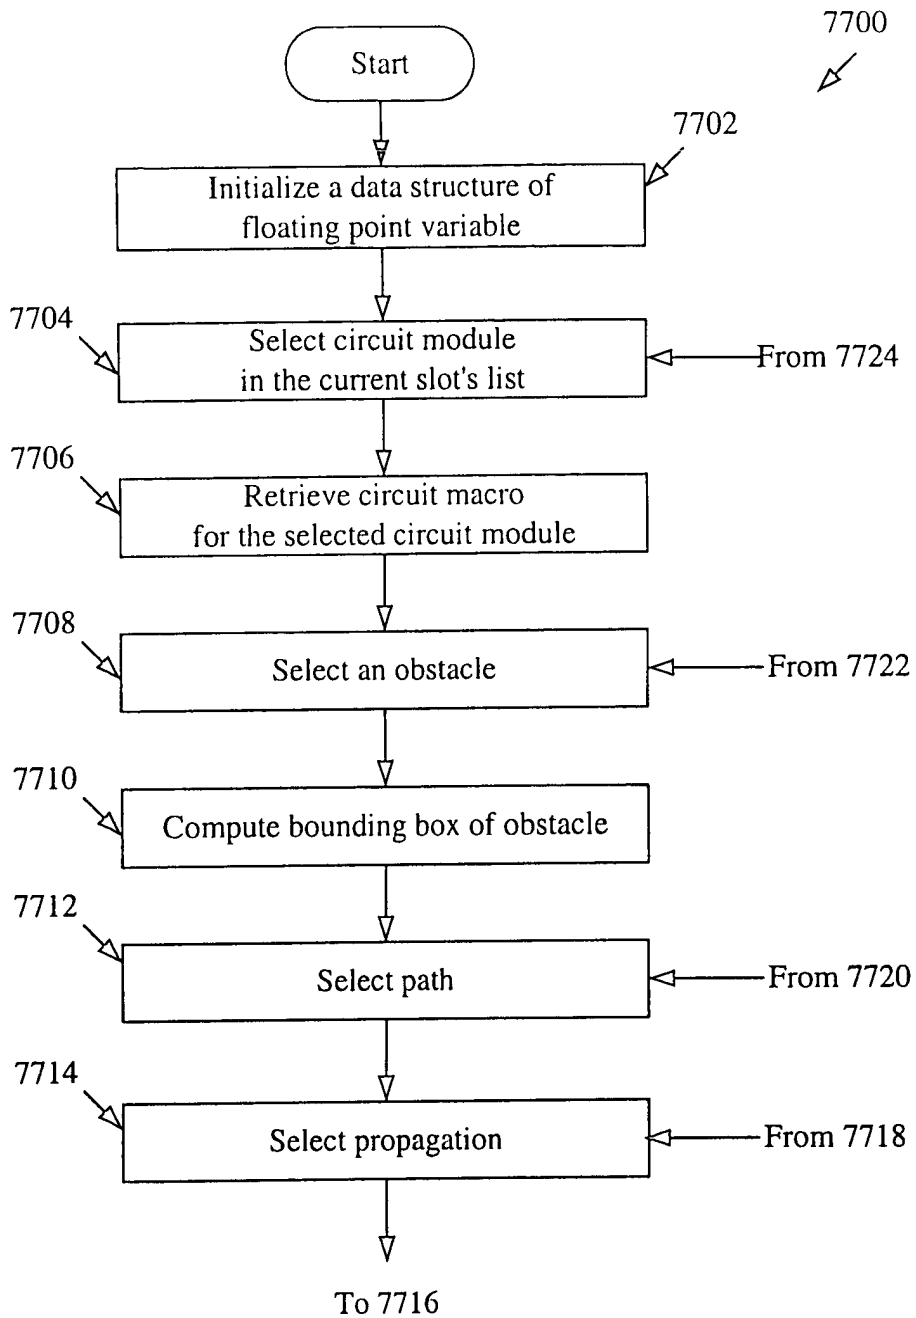 7700
Start
7702
Initialize a data structure of
floating point variable
7704
Select circuit module
in the current slot's list
From 7724
7706
Retrieve circuit macro
for the selected circuit module
7708
Select an obstacle
From 7722
7710
Compute bounding box of obstacle
7712
Select path
From 7720
7714
Select propagation
From 7718
To 7716